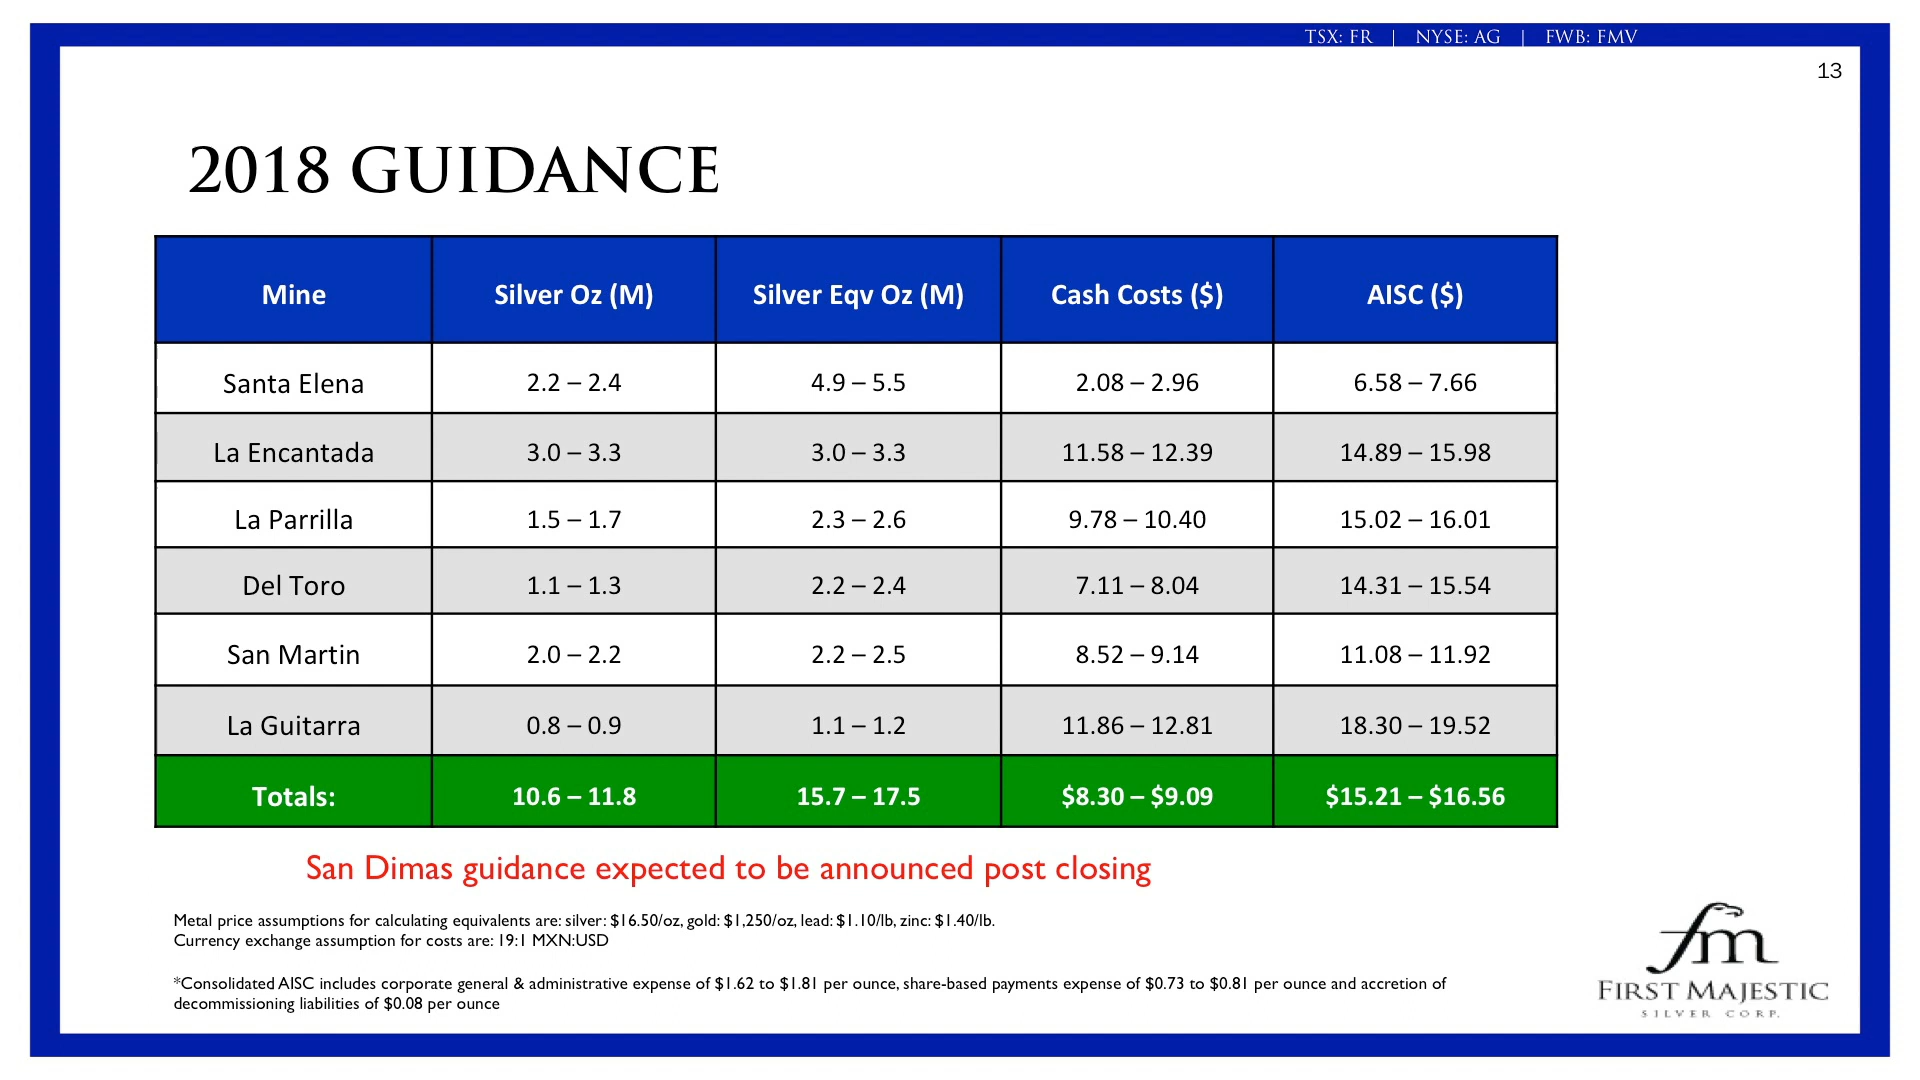 TSX: FR | NYSE: AG | FWB: FMV
13
2018 GUIDANCE
Mine Silver Oz (M) Silver Eqv Oz (M) Cash Costs ($) AISC ($)
Santa Elena 2.2 – 2.4 4.9 – 5.5 2.08 – 2.96 6.58 – 7.66
La Encantada 3.0 – 3.3 3.0 – 3.3 11.58 – 12.39 14.89 – 15.98
La Parrilla 1.5 – 1.7 2.3 – 2.6 9.78 – 10.40 15.02 – 16.01
Del Toro 1.1 – 1.3 2.2 – 2.4 7.11 – 8.04 14.31 – 15.54
San Martin 2.0 – 2.2 2.2 – 2.5 8.52 – 9.14 11.08 – 11.92
La Guitarra 0.8 – 0.9 1.1 – 1.2 11.86 – 12.81 18.30 – 19.52
Totals: 10.6 – 11.8 15.7 – 17.5 $8.30 – $9.09 $15.21 – $16.56
San Dimas guidance expected to be announced post closing
Metal price assumptions for calculating equivalents are: silver: $16.50/oz, gold: $1,250/oz, lead: $1.10/lb, zinc: $1.40/lb.
Currency exchange assumption for costs are: 19:1 MXN:USD
*Consolidated AISC includes corporate general & administrative expense of $1.62 to $1.81 per ounce, share-based payments expense of $0.73 to $0.81 per ounce and accretion of
decommissioning liabilities of $0.08 per ounce
fm
FIRST MAJESTIC
SILVER CORP.